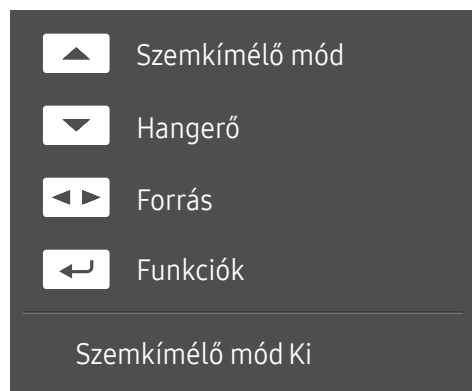 Szemkímélő mód
Hangerő
Forrás
Funkciók
Szemkímélő mód Ki